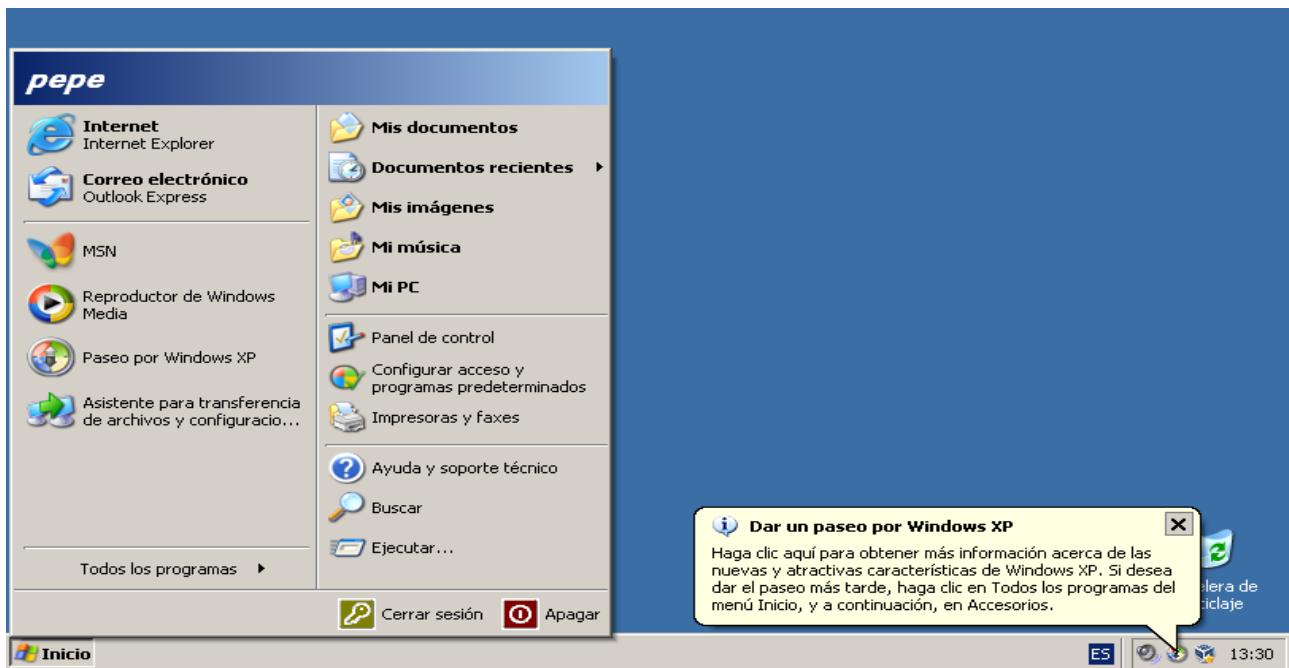 pepe
Internet
Internet Explorer
Correo electrónico
Outlook Express
MSN
Reproductor de Windows
Media
Paseo por Windows XP
Asistente para transferencia
de archivos y configuracio...
Todos los programas
Mis documentos
Documentos recientes
Mis imágenes
Mi música
Mi PC
Panel de control
Configurar acceso y
programas predeterminados
Impresoras y faxes
Ayuda y soporte técnico
Buscar
Ejecutar...
Cerrar sesión
Apagar
Dar un paseo por Windows XP
Haga clic aquí para obtener más información acerca de las
nuevas y atractivas características de Windows XP. Si desea
dar el paseo más tarde, haga clic en Todos los programas del
menú Inicio, y a continuación, en Accesorios.
de
Inicio
ES
13:30